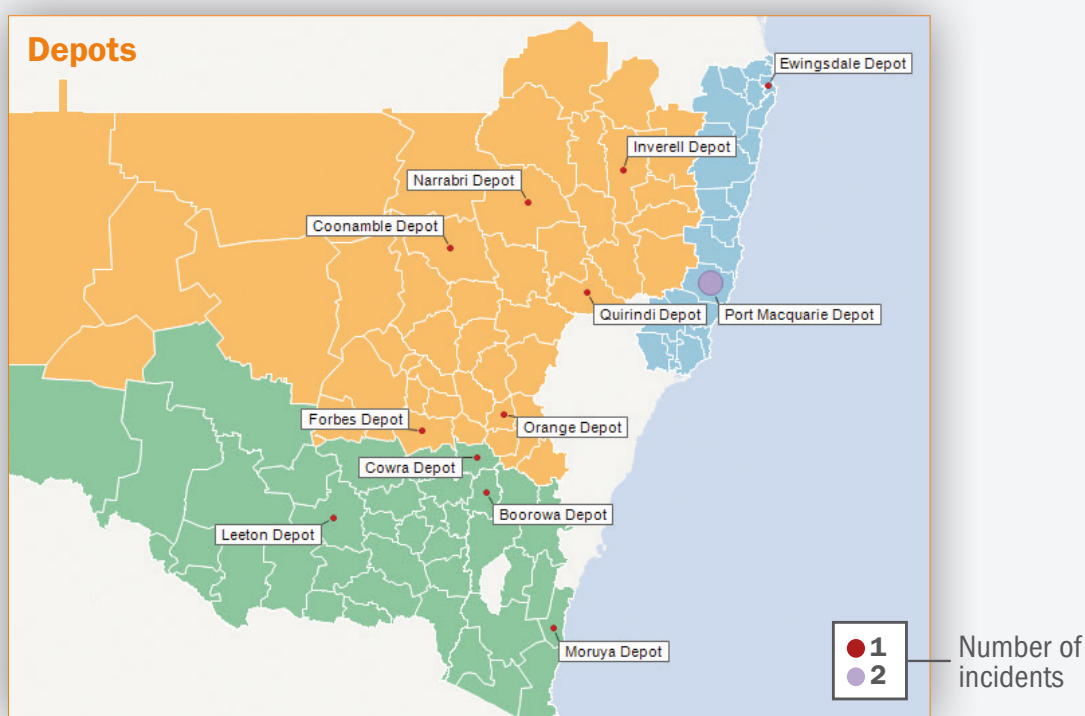 Depots
Ewingsdale Depot
Inverell Depot
Narrabri Depot
Coonamble Depot
Quirindi Depot
Port Macquarie Depot
Forbes Depot
Orange Depot
Cowra Depot
Boorowa Depot
Leeton Depot
Moruya Depot
1
2
Number of
incidents